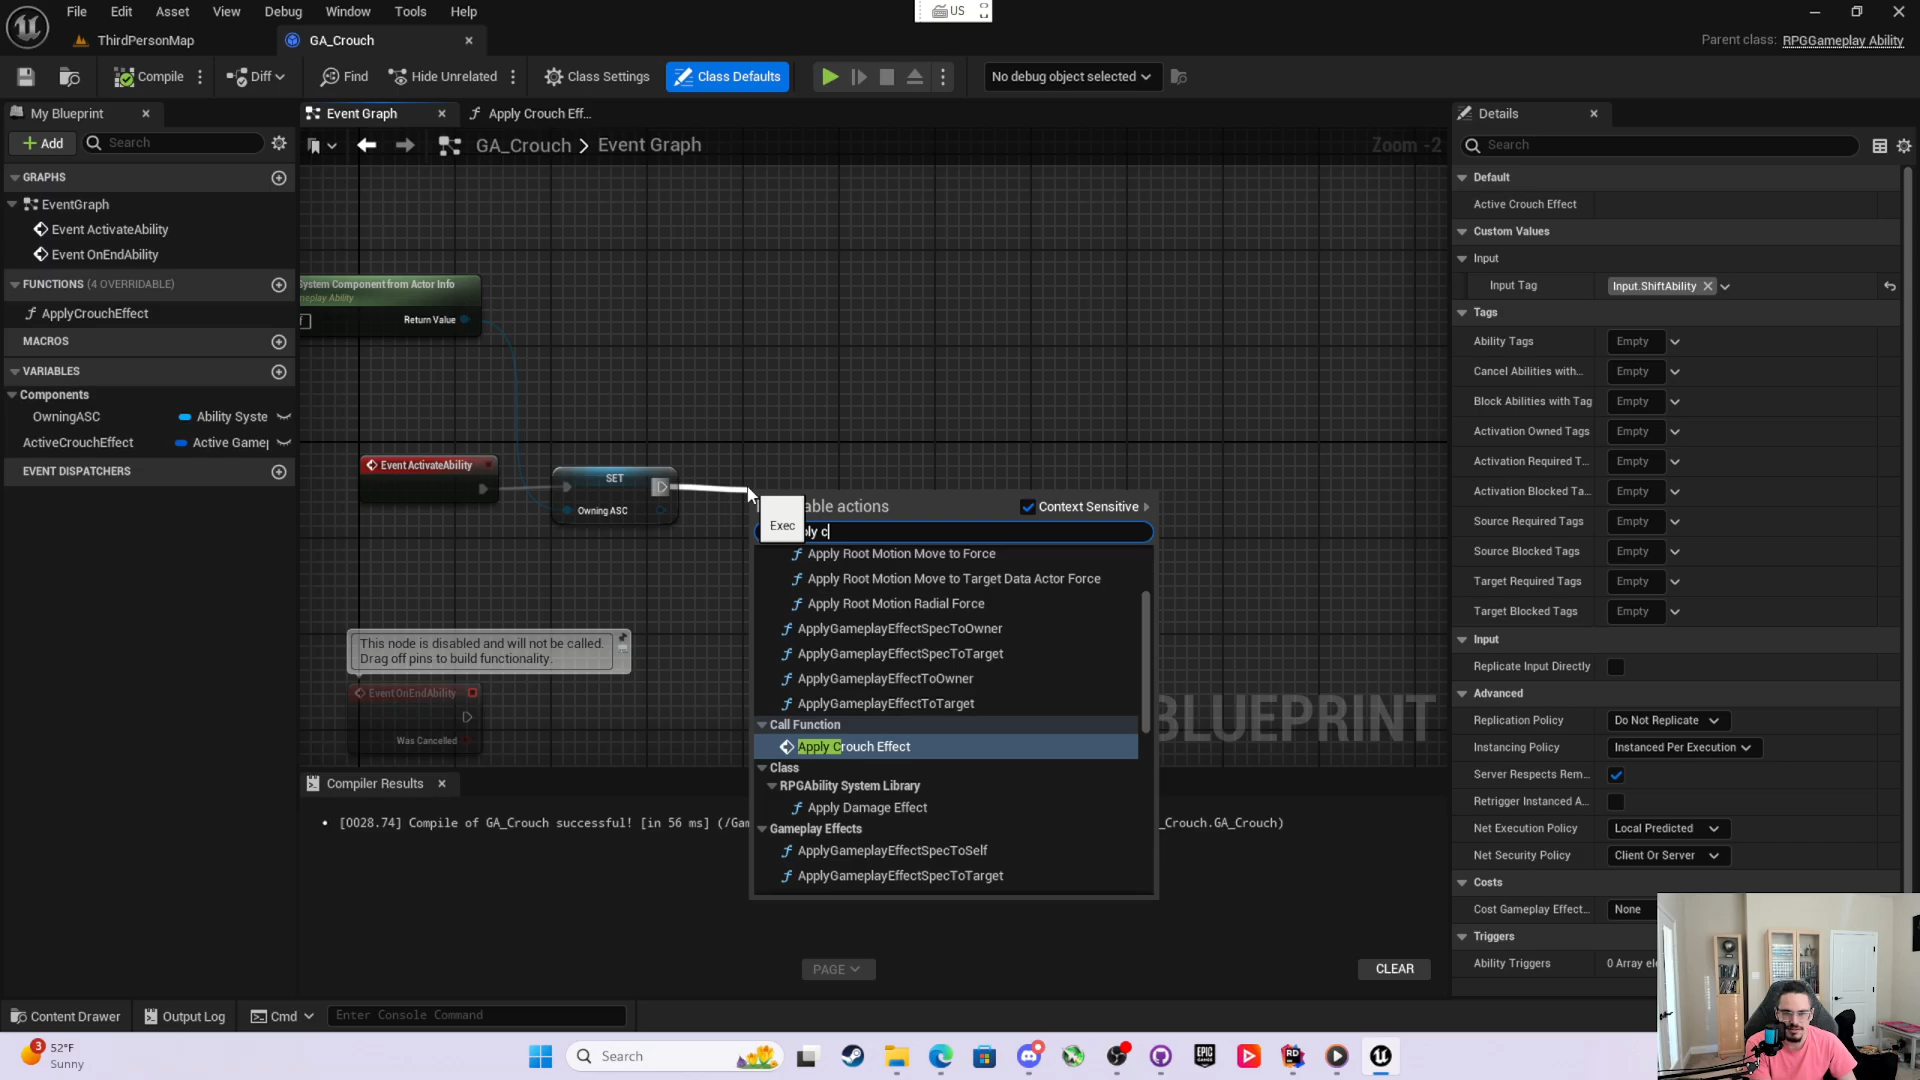 File Edit Asset View Debug Window Tools Help
US
ThirdPersonMap
GA_Crouch
Parent class: RPGGameplay Ability
Compile
Diff
Find
Hide Unrelated
Class Settings
Class Defaults
No debug object selected
My Blueprint
Event Graph
Apply Crouch Eff...
Details
Add
Search
GA_Crouch > Event Graph
Zoom -2
Search
GRAPHS
EventGraph
Event ActivateAbility
Event OnEndAbility
FUNCTIONS (4 OVERRIDABLE)
ApplyCrouchEffect
MACROS
VARIABLES
Components
OwningASC Ability Syste
ActiveCrouchEffect Active Gamep
EVENT DISPATCHERS
System Component from Actor Info
meplay Ability
Return Value
Event ActivateAbility
SET
Owning ASC
This node is disabled and will not be called.
Drag off pins to build functionality.
Event OnEndAbility
Was Cancelled
BLUEPRINT
Exec
able actions
Context Sensitive
ply c
Apply Root Motion Move to Force
Apply Root Motion Move to Target Data Actor Force
Apply Root Motion Radial Force
ApplyGameplayEffectSpecToOwner
ApplyGameplayEffectSpecToTarget
ApplyGameplayEffectToOwner
ApplyGameplayEffectToTarget
Call Function
Apply Crouch Effect
Class
RPGAbility System Library
Apply Damage Effect
Gameplay Effects
ApplyGameplayEffectSpecToSelf
ApplyGameplayEffectSpecToTarget
Default
Active Crouch Effect
Custom Values
Input
Input Tag Input.ShiftAbility
Tags
Ability Tags Empty
Cancel Abilities with... Empty
Block Abilities with Tag Empty
Activation Owned Tags Empty
Activation Required T... Empty
Activation Blocked Ta... Empty
Source Required Tags Empty
Source Blocked Tags Empty
Target Required Tags Empty
Target Blocked Tags Empty
Input
Replicate Input Directly
Advanced
Replication Policy Do Not Replicate
Instancing Policy Instanced Per Execution
Server Respects Rem...
Retrigger Instanced A...
Net Execution Policy Local Predicted
Net Security Policy Client Or Server
Costs
Cost Gameplay Effect... None
Triggers
Ability Triggers 0 Array ele
Compiler Results
[0028.74] Compile of GA_Crouch successful! [in 56 ms] (/Gam
_Crouch.GA_Crouch)
PAGE
CLEAR
Content Drawer
Output Log
Cmd
Enter Console Command
3
52°F
Sunny
Search
EPIC GAMES
RD